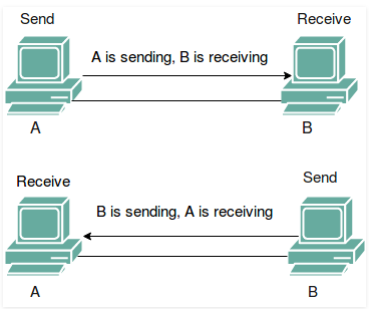 Send
Receive
A is sending, B is receiving
A
B
Receive
Send
B is sending, A is receiving
A
B